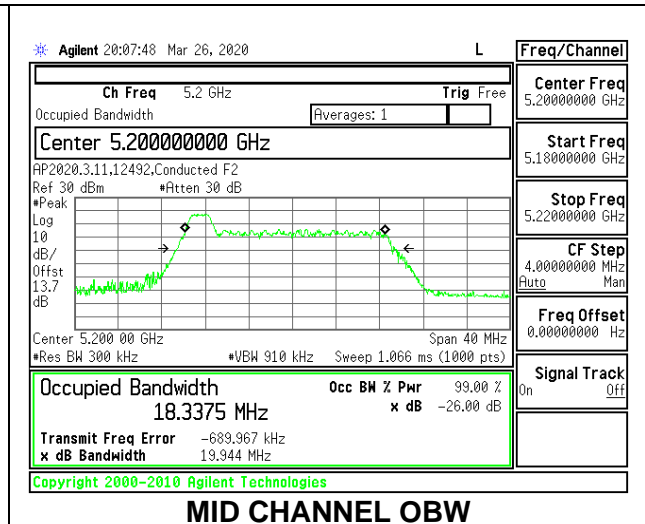 Agilent 20:07:48 Mar 26, 2020 L Freq/Channel
Ch Freq 5.2 GHz Trig Free
Occupied Bandwidth Averages: 1
Center 5.200000000 GHz
AP2020.3.11,12492,Conducted F2
Ref 30 dBm #Atten 30 dB
#Peak
Log
10
dB/
Offst
13.7
dB
Center 5.200 00 GHz Span 40 MHz
#Res BW 300 kHz #VBW 910 kHz Sweep 1.066 ms (1000 pts)
Occupied Bandwidth Occ BW % Pwr 99.00 %
18.3375 MHz x dB -26.00 dB
Transmit Freq Error -689.967 kHz
x dB Bandwidth 19.944 MHz
Copyright 2000-2010 Agilent Technologies
Center Freq
5.20000000 GHz
Start Freq
5.18000000 GHz
Stop Freq
5.22000000 GHz
CF Step
4.00000000 MHz
Auto Man
Freq Offset
0.00000000 Hz
Signal Track
On Off
MID CHANNEL OBW